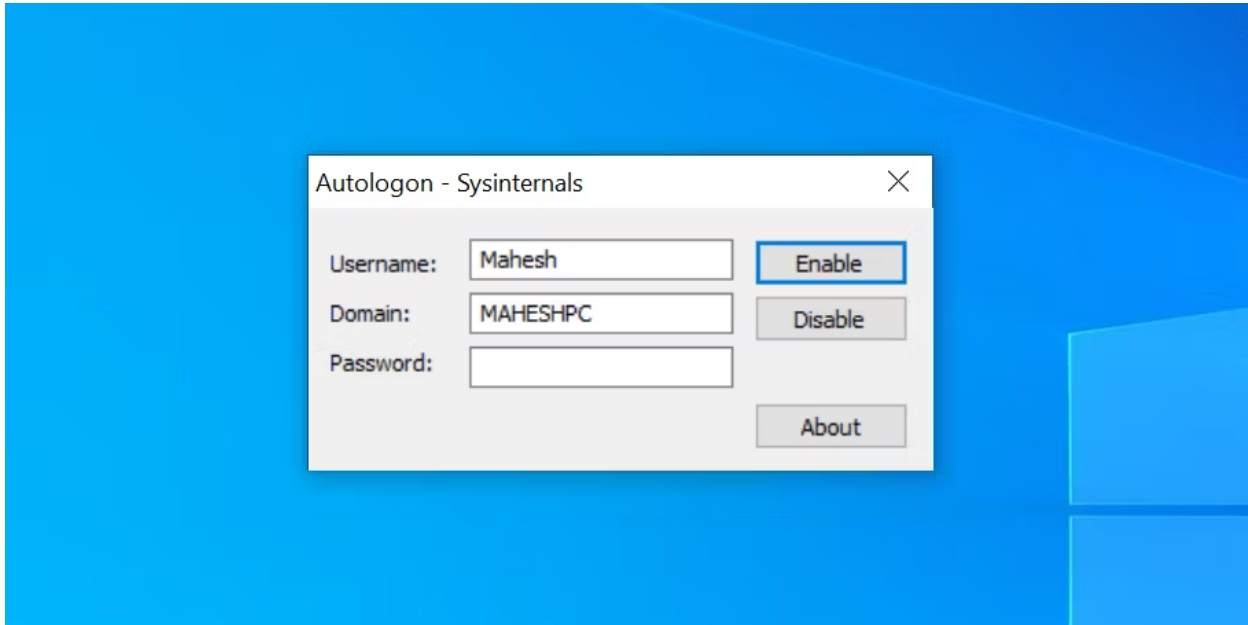 Autologon - Sysinternals
Username: Mahesh Enable
Domain: MAHESHPC Disable
Password:
About